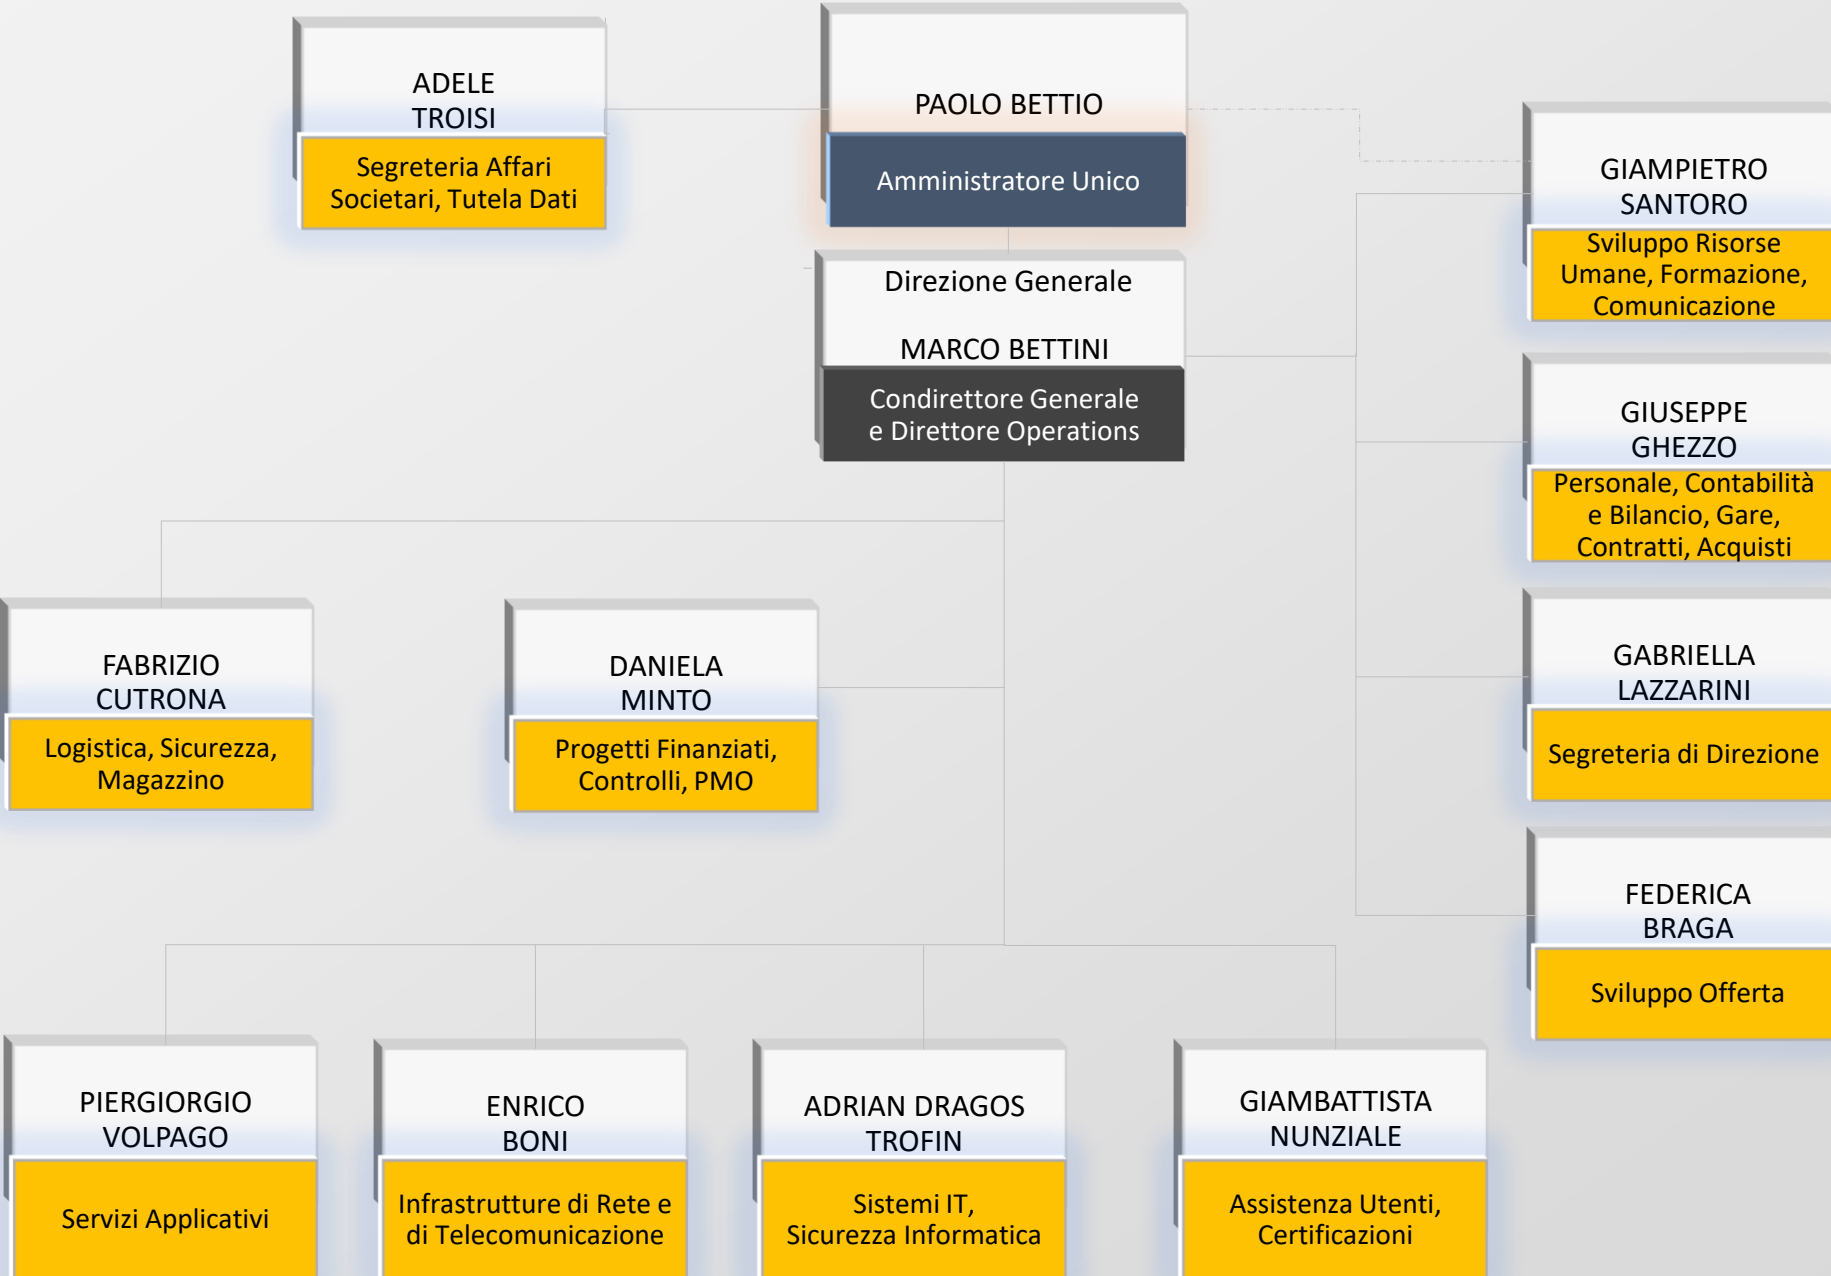 ADELE
TROISI
Segreteria Affari
Societari, Tutela Dati
PAOLO BETTIO
Amministratore Unico
GIAMPIETRO
SANTORO
Sviluppo Risorse
Umane, Formazione,
Comunicazione
Direzione Generale
MARCO BETTINI
Condirettore Generale
e Direttore Operations
GIUSEPPE
GHEZZO
Personale, Contabilità
e Bilancio, Gare,
Contratti, Acquisti
FABRIZIO
CUTRONA
Logistica, Sicurezza,
Magazzino
DANIELA
MINTO
Progetti Finanziati,
Controlli, PMO
GABRIELLA
LAZZARINI
Segreteria di Direzione
FEDERICA
BRAGA
Sviluppo Offerta
PIERGIORGIO
VOLPAGO
Servizi Applicativi
ENRICO
BONI
Infrastrutture di Rete e
di Telecomunicazione
ADRIAN DRAGOS
TROFIN
Sistemi IT,
Sicurezza Informatica
GIAMBATTISTA
NUNZIALE
Assistenza Utenti,
Certificazioni